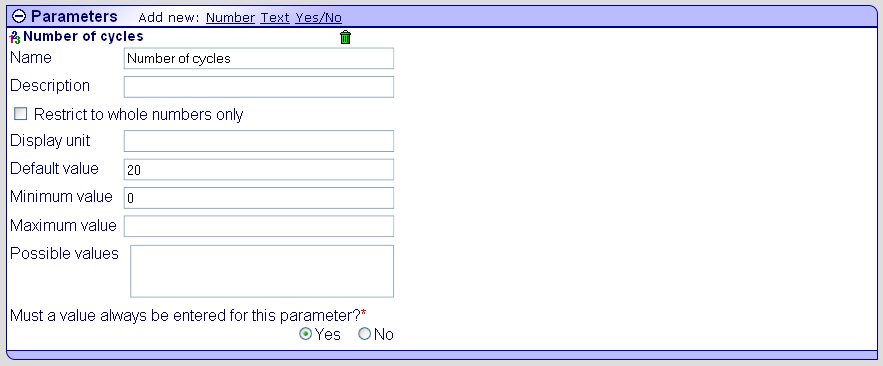 Parameters Add new: Number Text Yes/No
Number of cycles
Name Number of cycles
Description
Restrict to whole numbers only
Display unit
Default value 20
Minimum value 0
Maximum value
Possible values
Must a value always be entered for this parameter?*
Yes No